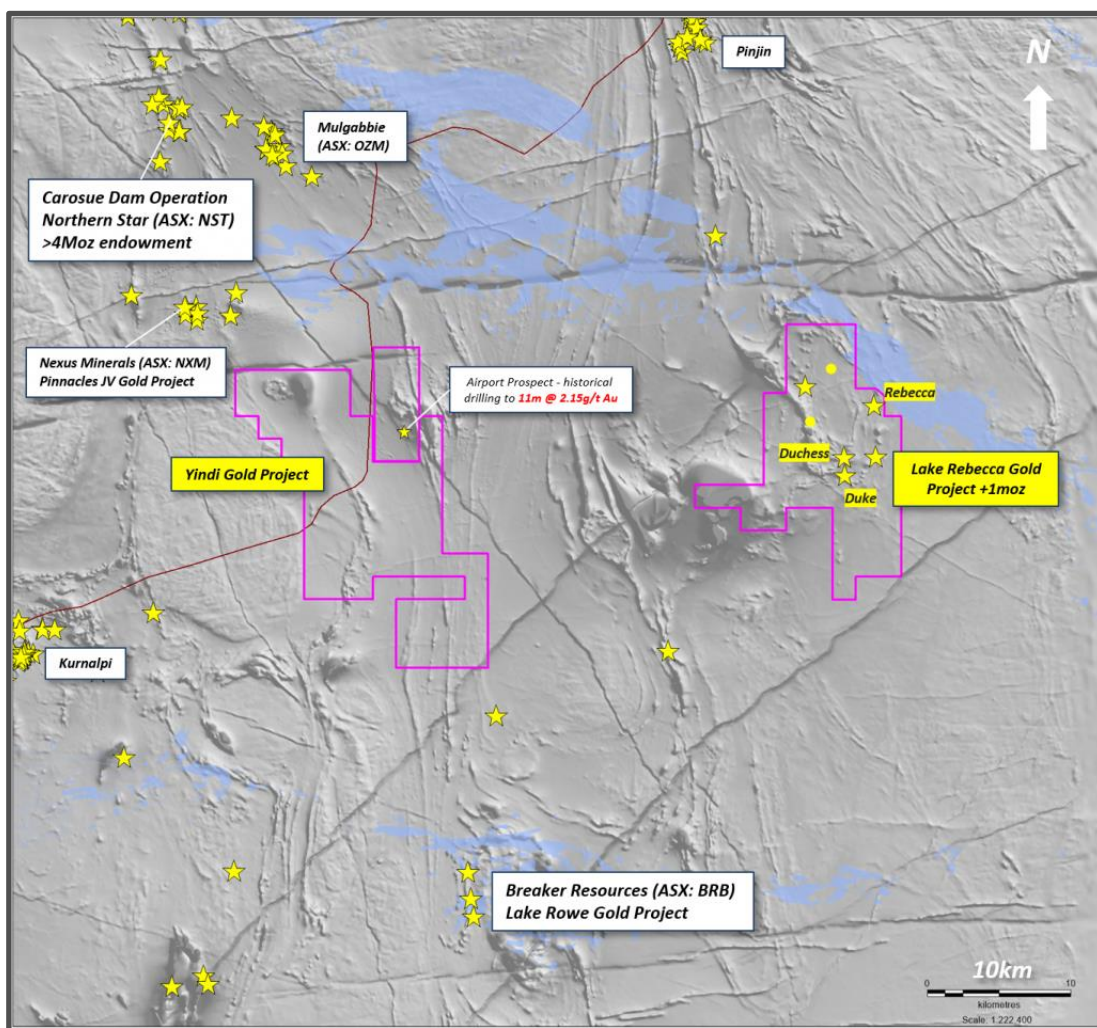 Pinjin
N
Mulgabbie
(ASX: OZM)
Carosue Dam Operation
Northern Star (ASX: NST)
>4Moz endowment
Nexus Minerals (ASX: NXM)
Pinnacles JV Gold Project
Airport Prospect - historical
drilling to 11m @ 2.15g/t Au
Rebecca
Duchess
Duke
Yindi Gold Project
Lake Rebecca Gold
Project +1moz
Kurnalpi
Breaker Resources (ASX: BRB)
Lake Rowe Gold Project
10km
0 10
kilometres
Scale: 1:222,400